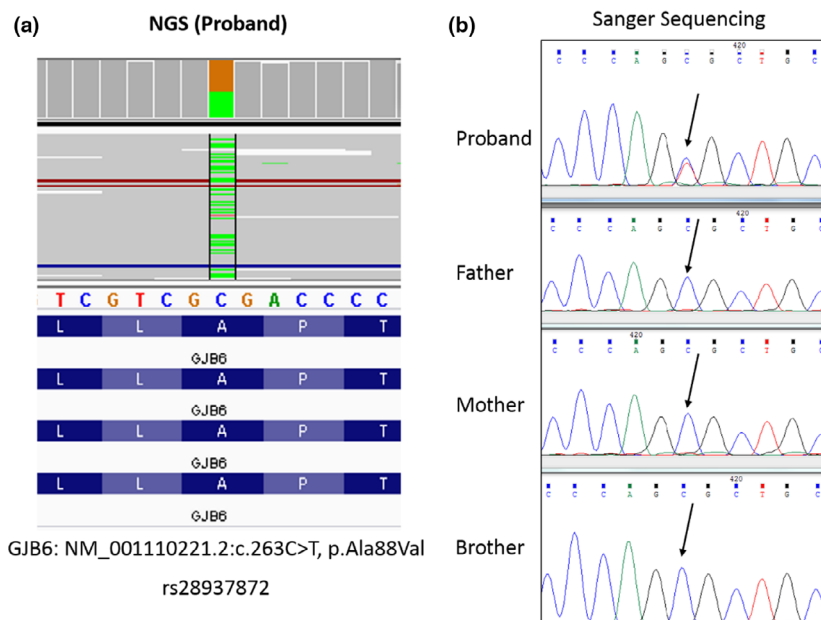 (a)
NGS (Proband)
T C G T C G C G A C C C C
L L A P T
GJB6
L L A P T
GJB6
L L A P T
GJB6
L L A P T
GJB6
GJB6: NM_001110221.2:c.263C>T, p.Ala88Val
rs28937872
(b)
Sanger Sequencing
420
C C C A G C G C T G C
Proband
420
C C C A G C G C T G C
Father
420
C C C A G C G C T G
Mother
420
C C C A G C G C T G C
Brother